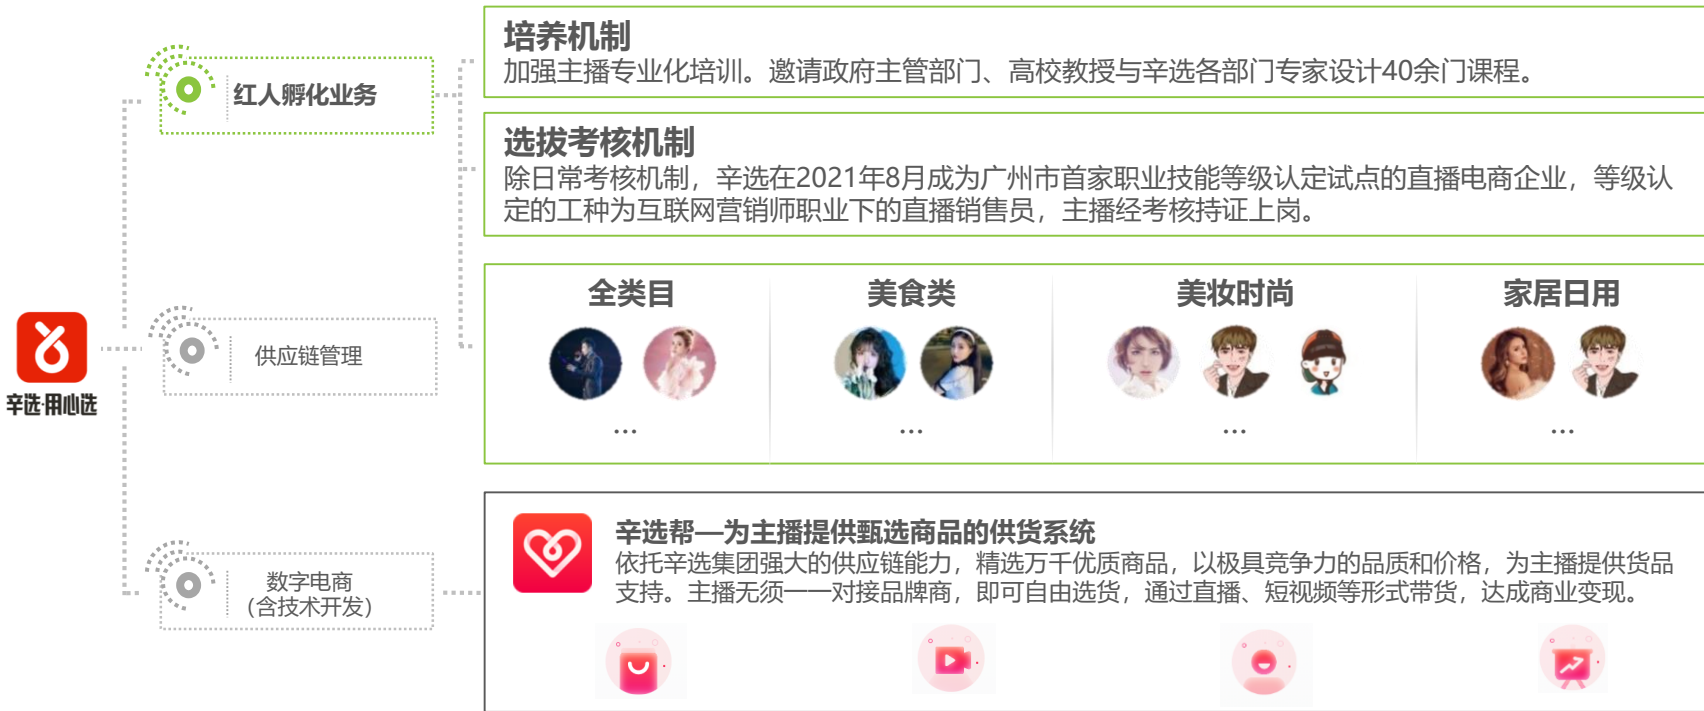 培养机制
加强主播专业化培训。邀请政府主管部门、高校教授与辛选各部门专家设计40余门课程。
红人孵化业务
选拔考核机制
除日常考核机制，辛选在2021年8月成为广州市首家职业技能等级认定试点的直播电商企业，等级认
定的工种为互联网营销师职业下的直播销售员，主播经考核持证上岗。
全类目
美食类
美妆时尚
家居日用
...
...
...
...
供应链管理
辛选·用心选
辛选帮—为主播提供甄选商品的供货系统
依托辛选集团强大的供应链能力，精选万千优质商品，以极具竞争力的品质和价格，为主播提供货品
支持。主播无须一一对接品牌商，即可自由选货，通过直播、短视频等形式带货，达成商业变现。
数字电商
（含技术开发）